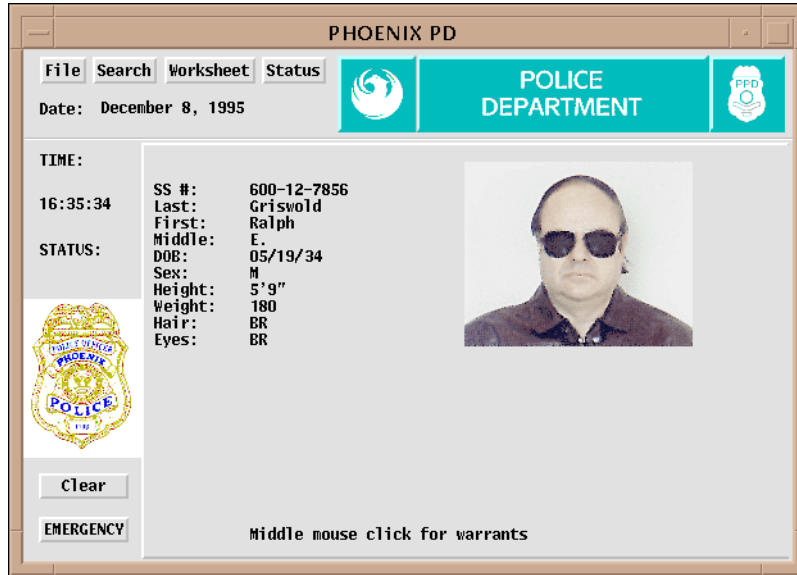 PHOENIX PD
File Search Worksheet Status
Date: December 8, 1995
POLICE
DEPARTMENT
PPD
TIME:
16:35:34
STATUS:
SS #: 600-12-7856
Last: Griswold
First: Ralph
Middle: E.
DOB: 05/19/34
Sex: M
Height: 5'9"
Weight: 180
Hair: BR
Eyes: BR
POLICE OFFICER
PHOENIX
POLICE
Clear
EMERGENCY
Middle mouse click for warrants